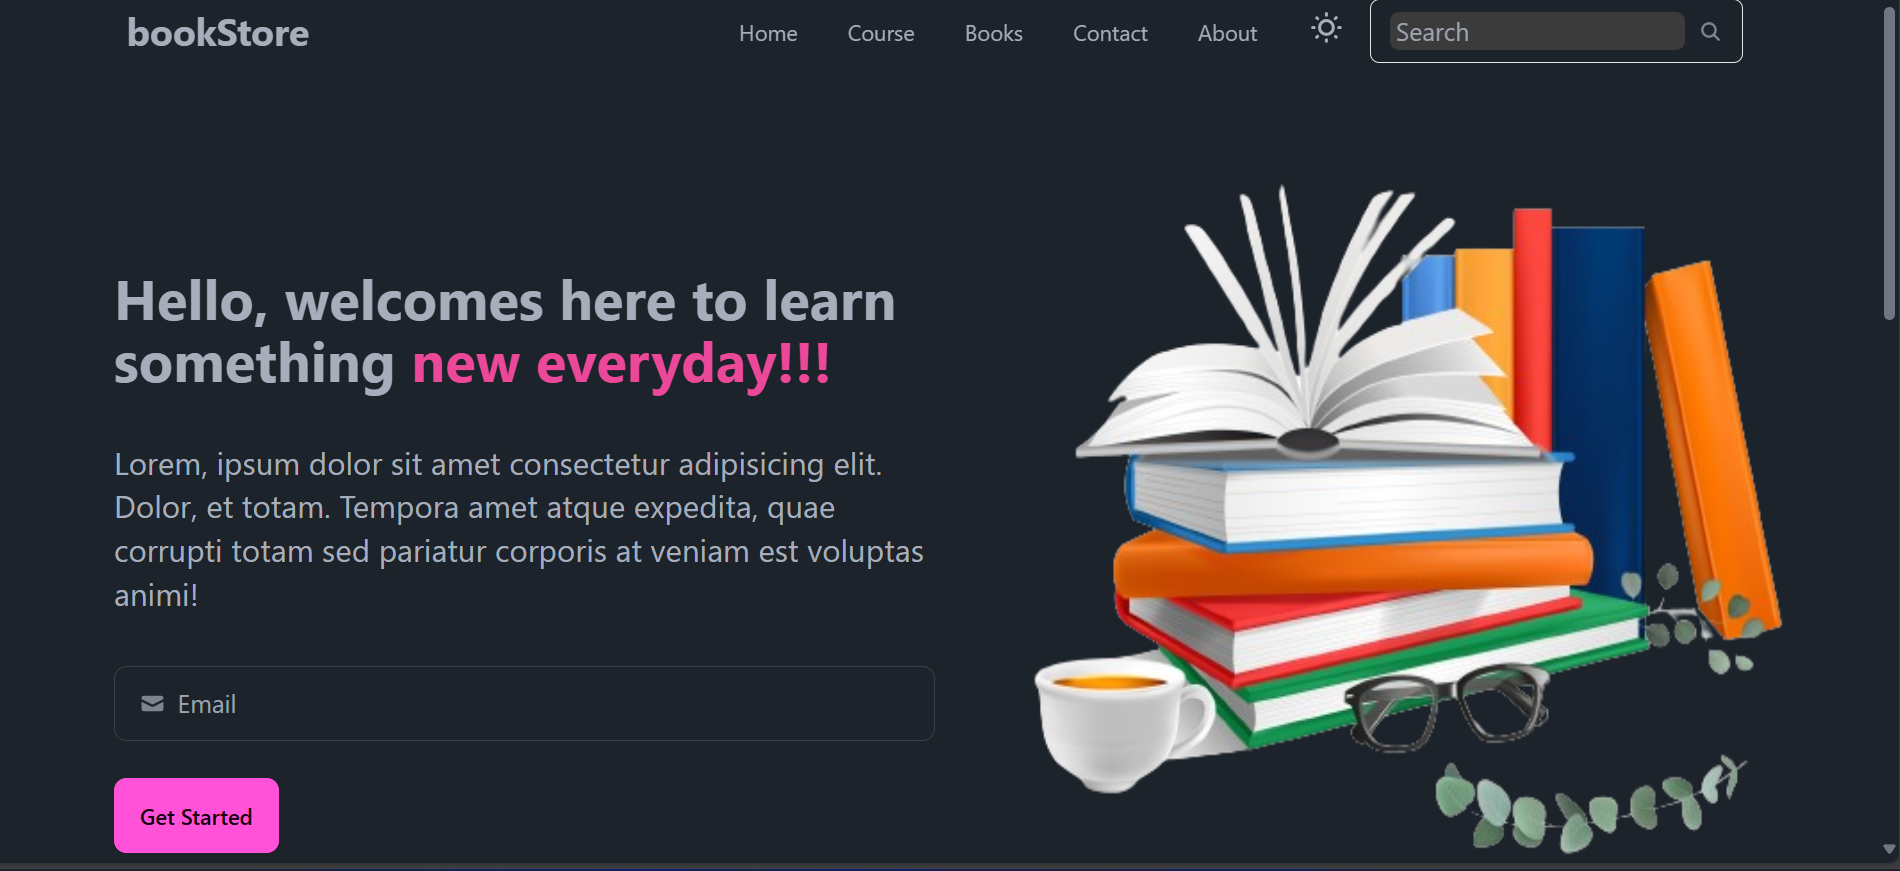 bookStore
Home
Course
Books
Contact
About
Search
Hello, welcomes here to learn
something new everyday!!!
Lorem, ipsum dolor sit amet consectetur adipisicing elit.
Dolor, et totam. Tempora amet atque expedita, quae
corrupti totam sed pariatur corporis at veniam est voluptas
animi!
Email
Get Started